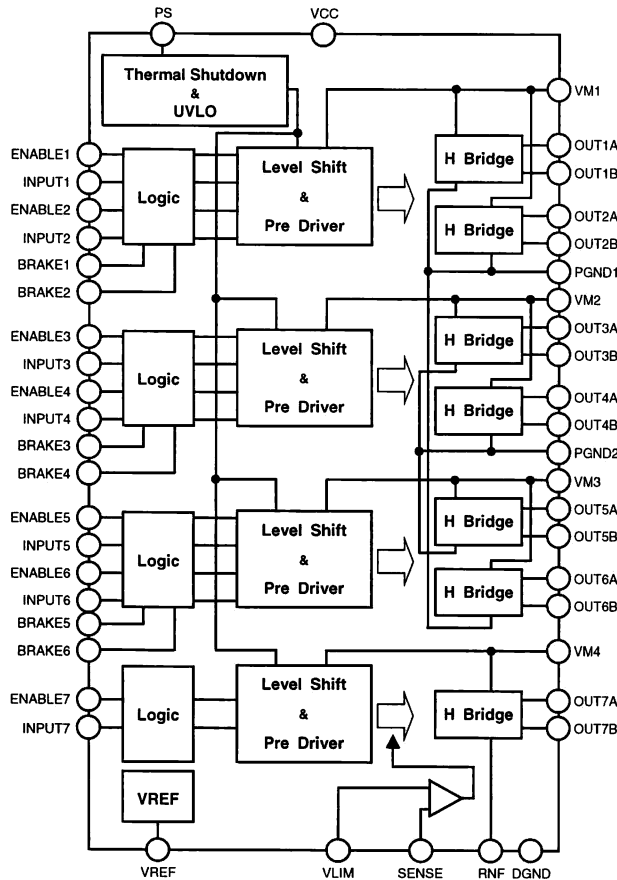 PS
VCC
Thermal Shutdown
&
UVLO
VM1
ENABLE1
INPUT1
ENABLE2
INPUT2
BRAKE1
BRAKE2
Logic
Level Shift
&
Pre Driver
H Bridge
H Bridge
OUT1A
OUT1B
OUT2A
OUT2B
PGND1
VM2
ENABLE3
INPUT3
ENABLE4
INPUT4
BRAKE3
BRAKE4
Logic
Level Shift
&
Pre Driver
H Bridge
H Bridge
OUT3A
OUT3B
OUT4A
OUT4B
PGND2
VM3
ENABLE5
INPUT5
ENABLE6
INPUT6
BRAKE5
BRAKE6
Logic
Level Shift
&
Pre Driver
H Bridge
H Bridge
OUT5A
OUT5B
OUT6A
OUT6B
VM4
ENABLE7
INPUT7
Logic
Level Shift
&
Pre Driver
H Bridge
OUT7A
OUT7B
VREF
VREF
VLIM
SENSE
RNF
DGND